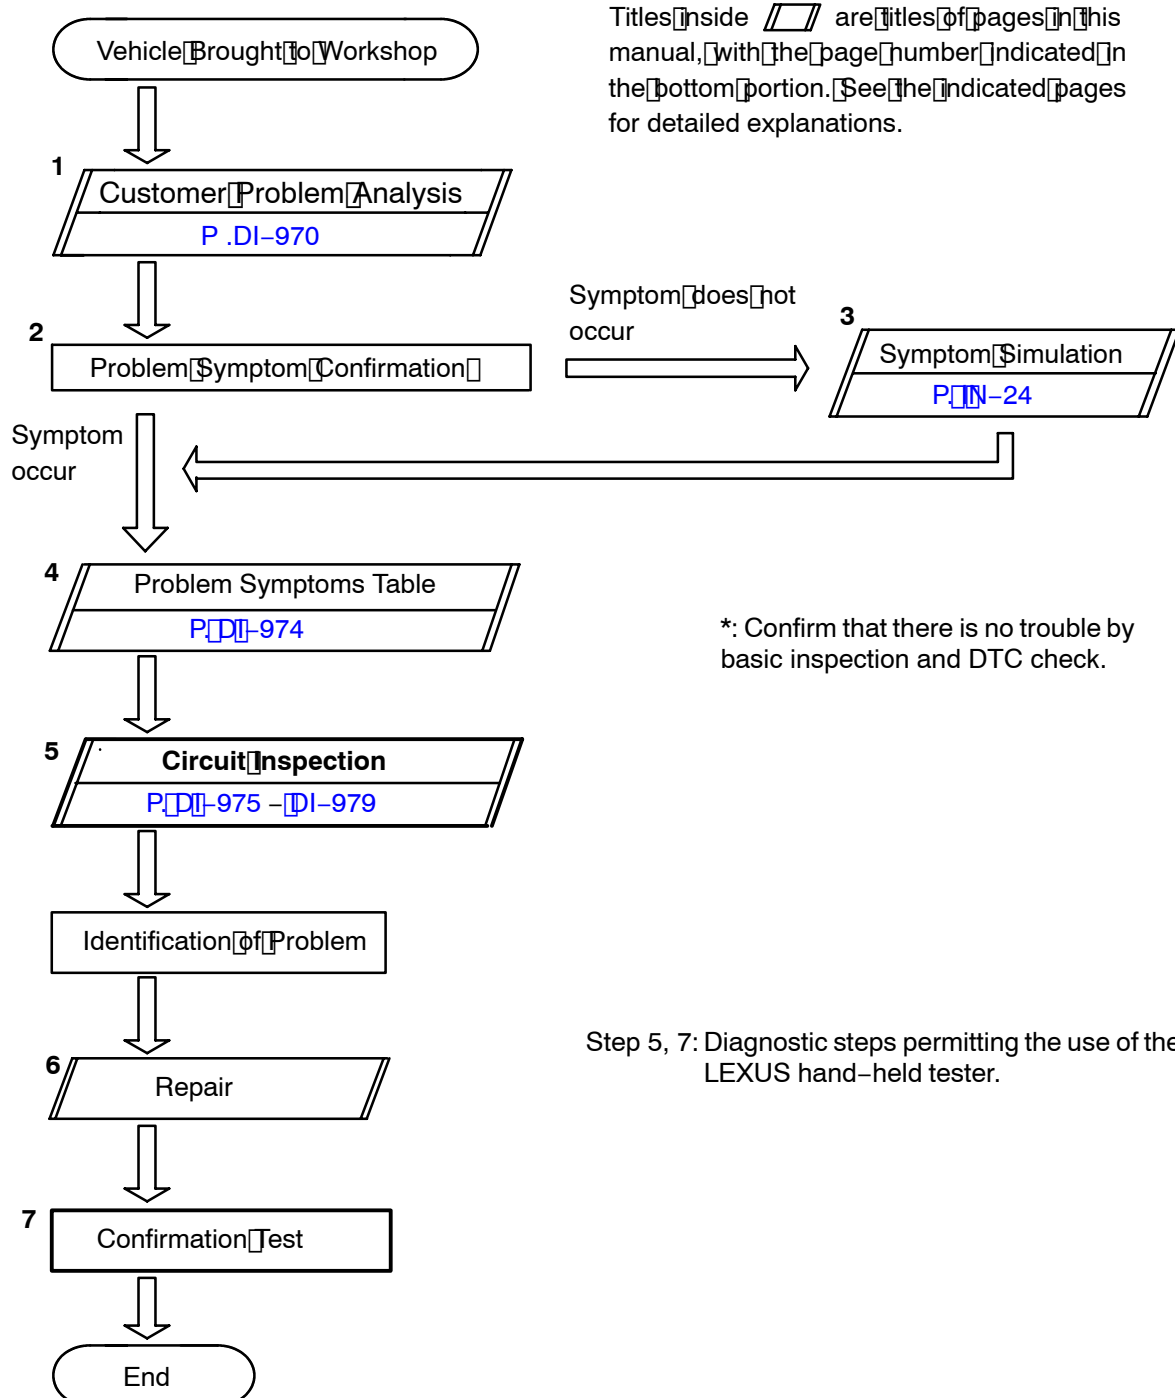 Vehicle Brought to Workshop
Titles inside are titles of pages in this
manual, with the page number indicated in
the bottom portion. See the indicated pages
for detailed explanations.
1
Customer Problem Analysis
P .DI–970
2
Problem Symptom Confirmation
Symptom does not
occur
3
Symptom Simulation
P. IN–24
Symptom
occur
4
Problem Symptoms Table
P. DI–974
*: Confirm that there is no trouble by
basic inspection and DTC check.
5
Circuit Inspection
P. DI–975 – DI–979
Identification of Problem
Step 5, 7: Diagnostic steps permitting the use of the
LEXUS hand–held tester.
6
Repair
7
Confirmation Test
End